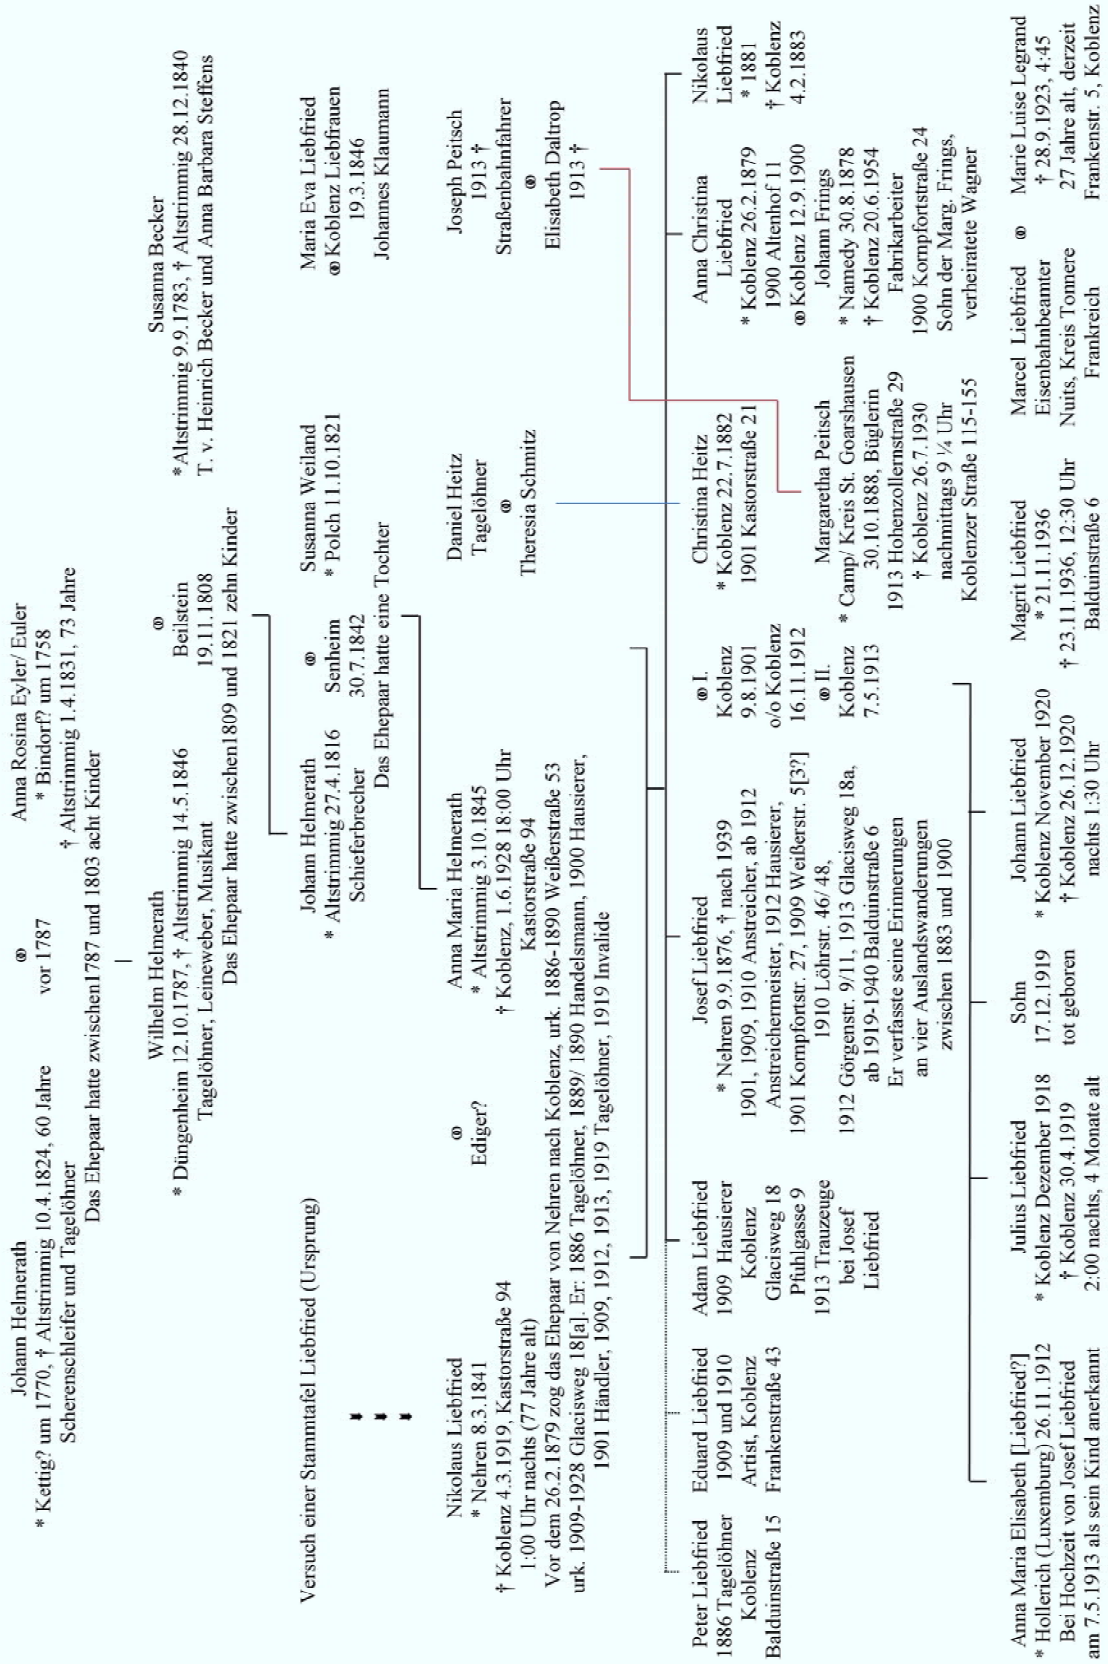 Johann Helmerath
* Kettig? um 1770, † Altstrimmig 10.4.1824, 60 Jahre
Scherenschleifer und Tagelöhner
⚭
vor 1787
Anna Rosina Eyler/ Euler
* Bindorf? um 1758
† Altstrimmig 1.4.1831, 73 Jahre
Das Ehepaar hatte zwischen1787 und 1803 acht Kinder
Wilhelm Helmerath
* Düngenheim 12.10.1787, † Altstrimmig 14.5.1846
Tagelöhner, Leineweber, Musikant
⚭
Beilstein
19.11.1808
Susanna Becker
*Altstrimmig 9.9.1783, † Altstrimmig 28.12.1840
T. v. Heinrich Becker und Anna Barbara Steffens
Das Ehepaar hatte zwischen1809 und 1821 zehn Kinder
Versuch einer Stammtafel Liebfried (Ursprung)
Johann Helmerath
* Altstrimmig 27.4.1816
Schieferbrecher
⚭
Senheim
30.7.1842
Susanna Weiland
* Polch 11.10.1821
Das Ehepaar hatte eine Tochter
Maria Eva Liebfried
⚭ Koblenz Liebfrauen
19.3.1846
Johannes Klaumann
Nikolaus Liebfried
* Nehren 8.3.1841
† Koblenz 4.3.1919, Kastorstraße 94
1:00 Uhr nachts (77 Jahre alt)
⚭
Ediger?
Anna Maria Helmerath
* Altstrimmig 3.10.1845
† Koblenz, 1.6.1928 18:00 Uhr
Kastorstraße 94
Vor dem 26.2.1879 zog das Ehepaar von Nehren nach Koblenz, urk. 1886-1890 Weißerstraße 53
urk. 1909-1928 Glacisweg 18[a]. Er: 1886 Tagelöhner, 1889/ 1890 Handelsmann, 1900 Hausierer,
1901 Händler, 1909, 1912, 1913, 1919 Tagelöhner, 1919 Invalide
Daniel Heitz
Tagelöhner
⚭
Theresia Schmitz
Joseph Peitsch
1913 †
Straßenbahnfahrer
⚭
Elisabeth Daltrop
1913 †
Peter Liebfried
1886 Tagelöhner
Koblenz
Balduinstraße 15
Eduard Liebfried
1909 und 1910
Artist, Koblenz
Frankenstraße 43
Adam Liebfried
1909 Hausierer
Koblenz
Glacisweg 18
Pfuhlgasse 9
1913 Trauzeuge
bei Josef
Liebfried
Josef Liebfried
* Nehren 9.9.1876, † nach 1939
1901, 1909, 1910 Anstreicher, ab 1912
Anstreichermeister, 1912 Hausierer,
1901 Kornpfortstr. 27, 1909 Weißerstr. 5[3?]
1910 Löhrstr. 46/ 48,
1912 Görgenstr. 9/11, 1913 Glacisweg 18a,
ab 1919-1940 Balduinstraße 6
Er verfasste seine Erinnerungen
an vier Auslandswanderungen
zwischen 1883 und 1900
⚭ I.
Koblenz
9.8.1901
o/o Koblenz
16.11.1912
⚭ II.
Koblenz
7.5.1913
Christina Heitz
* Koblenz 22.7.1882
1901 Kastorstraße 21
Margaretha Peitsch
* Camp/ Kreis St. Goarshausen
30.10.1888, Büglerin
1913 Hohenzollernstraße 29
† Koblenz 26.7.1930
nachmittags 9 ¼ Uhr
Koblenzer Straße 115-155
Anna Christina
Liebfried
* Koblenz 26.2.1879
1900 Altenhof 11
⚭ Koblenz 12.9.1900
Johann Frings
* Namedy 30.8.1878
† Koblenz 20.6.1954
Fabrikarbeiter
1900 Kornpfortstraße 24
Sohn der Marg. Frings,
verheiratete Wagner
Nikolaus
Liebfried
* 1881
† Koblenz
4.2.1883
Anna Maria Elisabeth [Liebfried?]
* Hollerich (Luxemburg) 26.11.1912
Bei Hochzeit von Josef Liebfried
am 7.5.1913 als sein Kind anerkannt
Julius Liebfried
* Koblenz Dezember 1918
† Koblenz 30.4.1919
2:00 nachts, 4 Monate alt
Sohn
17.12.1919
tot geboren
Johann Liebfried
* Koblenz November 1920
† Koblenz 26.12.1920
nachts 1:30 Uhr
Magrit Liebfried
* 21.11.1936
† 23.11.1936, 12:30 Uhr
Balduinstraße 6
Marcel Liebfried
Eisenbahnbeamter
Nuits, Kreis Tonnere
Frankreich
⚭
Marie Luise Legrand
† 28.9.1923, 4:45
27 Jahre alt, derzeit
Frankenstr. 5, Koblenz